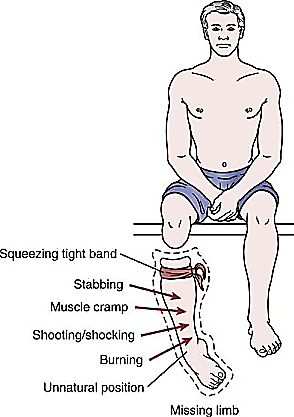 Squeezing tight band
Stabbing
Muscle cramp
Shooting/shocking
Burning
Unnatural position
Missing limb